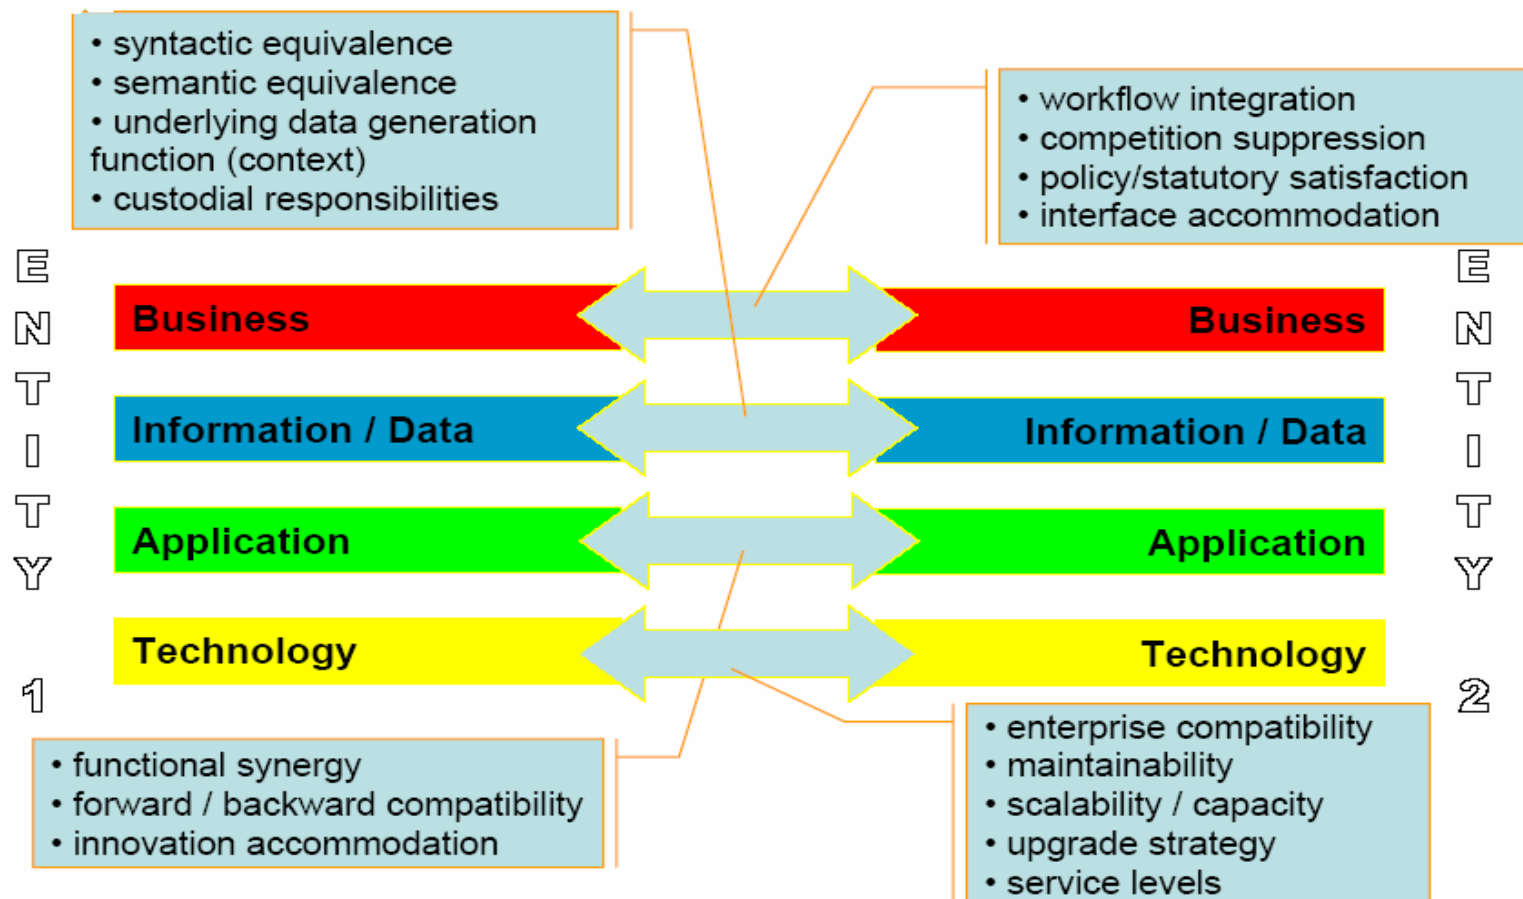 • syntactic equivalence
• semantic equivalence
• underlying data generation
function (context)
• custodial responsibilities
• workflow integration
• competition suppression
• policy/statutory satisfaction
• interface accommodation
ENTITY 1
Business
Information / Data
Application
Technology
Business
Information / Data
Application
Technology
ENTITY 2
• functional synergy
• forward / backward compatibility
• innovation accommodation
• enterprise compatibility
• maintainability
• scalability / capacity
• upgrade strategy
• service levels